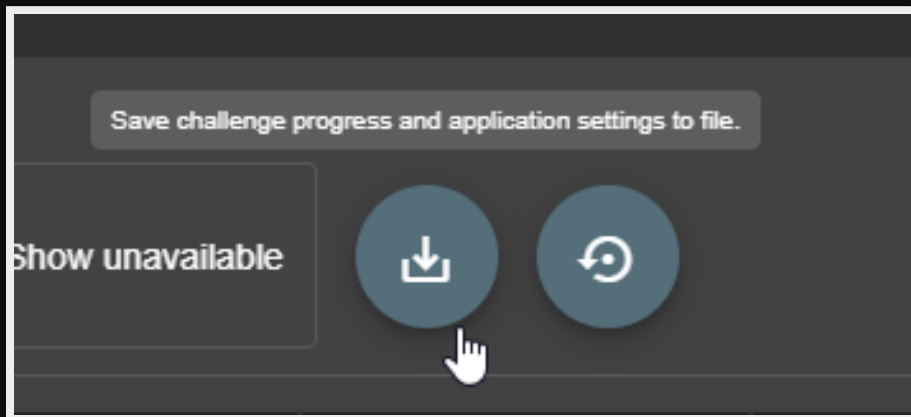 Save challenge progress and application settings to file.
Show unavailable